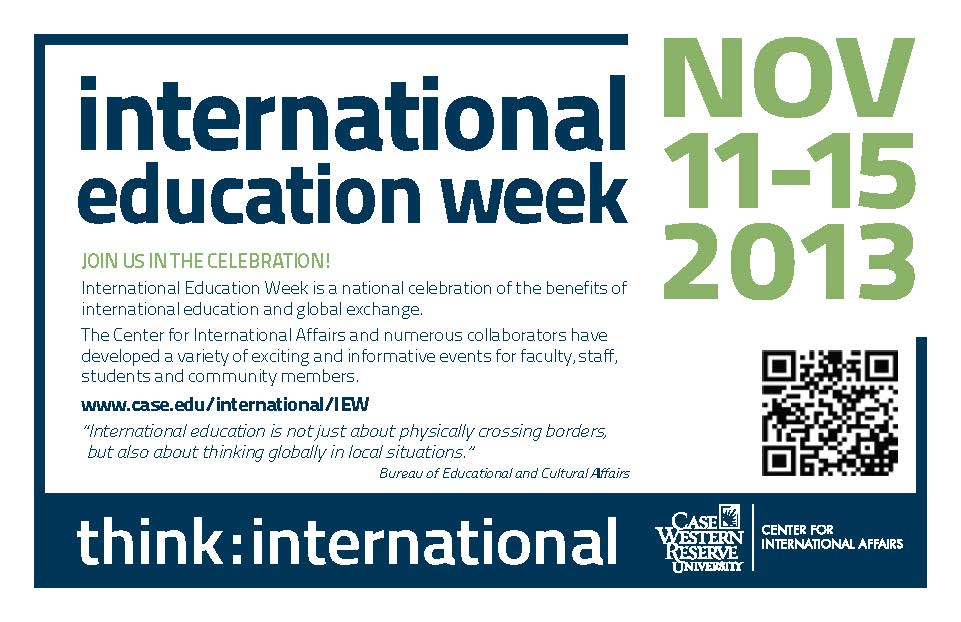 international
education week
NOV
11-15
2013
JOIN US IN THE CELEBRATION!
International Education Week is a national celebration of the benefits of
international education and global exchange.
The Center for International Affairs and numerous collaborators have
developed a variety of exciting and informative events for faculty, staff,
students and community members.
www.case.edu/international/IEW
“International education is not just about physically crossing borders,
but also about thinking globally in local situations.”
Bureau of Educational and Cultural Affairs
think:international
CASE
WESTERN
RESERVE
UNIVERSITY
CENTER FOR
INTERNATIONAL AFFAIRS